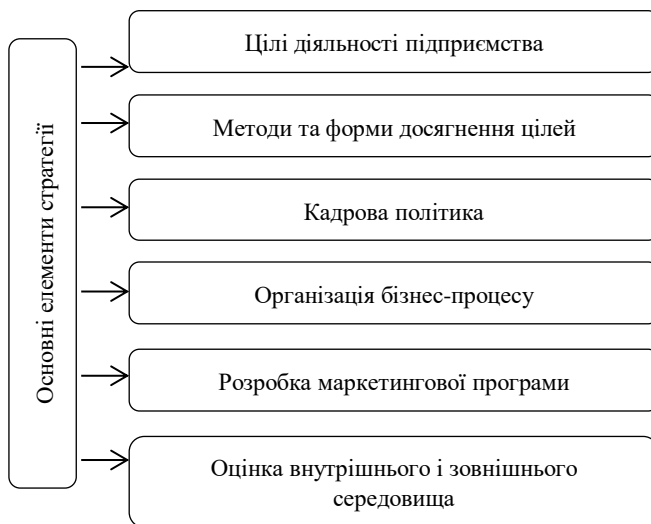 Основні елементи стратегії
Цілі діяльності підприємства
Методи та форми досягнення цілей
Кадрова політика
Організація бізнес-процесу
Розробка маркетингової програми
Оцінка внутрішнього і зовнішнього
середовища